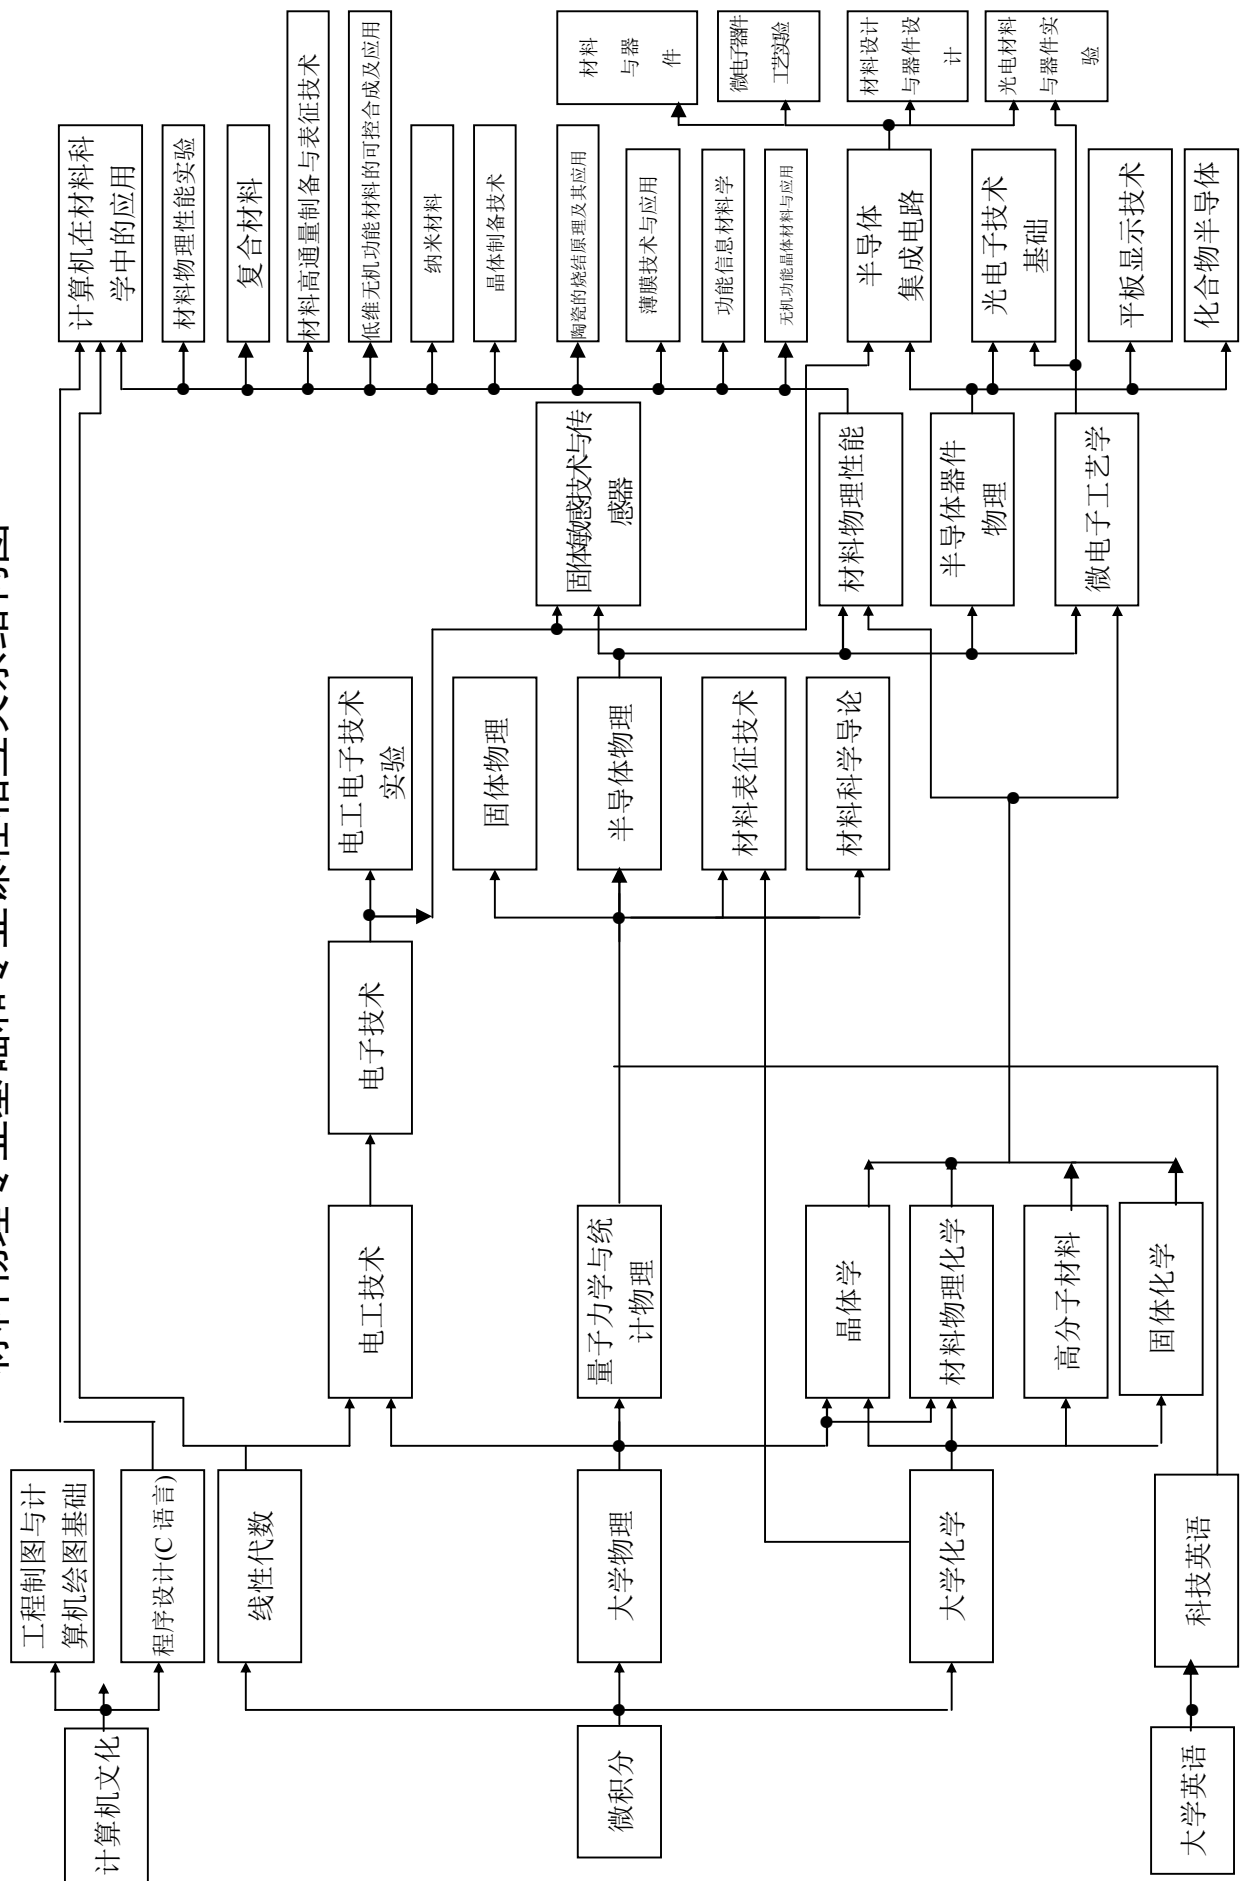 计算机文化
微积分
大学英语
工程制图与计
算机绘图基础
程序设计(C 语言)
线性代数
大学物理
大学化学
科技英语
电工技术
量子力学与统
计物理
晶体学
材料物理化学
高分子材料
固体化学
电子技术
电工电子技术
实验
固体物理
半导体物理
材料表征技术
材料科学导论
固体敏感技术与传
感器
材料物理性能
半导体器件
物理
微电子工艺学
计算机在材料科
学中的应用
材料物理性能实验
复合材料
材料高通量制备与表征技术
低维无机功能材料的可控合成及应用
纳米材料
晶体制备技术
陶瓷的烧结原理及其应用
薄膜技术与应用
功能信息材料学
无机功能晶体材料与应用
半导体
集成电路
光电子技术
基础
平板显示技术
化合物半导体
材料
与器
件
微电子器件
工艺实验
材料设计
与器件设
计
光电材料
与器件实
验